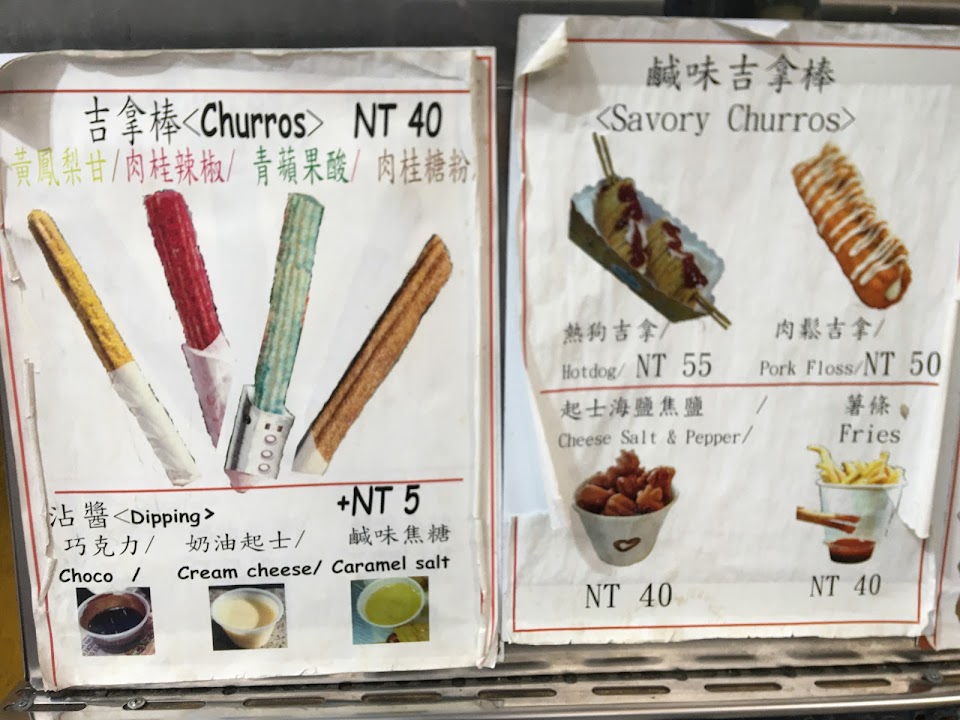 吉拿棒<Churros> NT 40
黃鳳梨甘/肉桂辣椒/ 青蘋果酸/ 肉桂糖粉/
沾醬<Dipping> +NT 5
巧克力/ 奶油起士/ 鹹味焦糖
Choco / Cream cheese/ Caramel salt
鹹味吉拿棒
<Savory Churros>
熱狗吉拿/ 肉鬆吉拿/
Hotdog/ NT 55 Pork Floss/NT 50
起士海鹽焦鹽 / 薯條
Cheese Salt & Pepper/ Fries
NT 40 NT 40